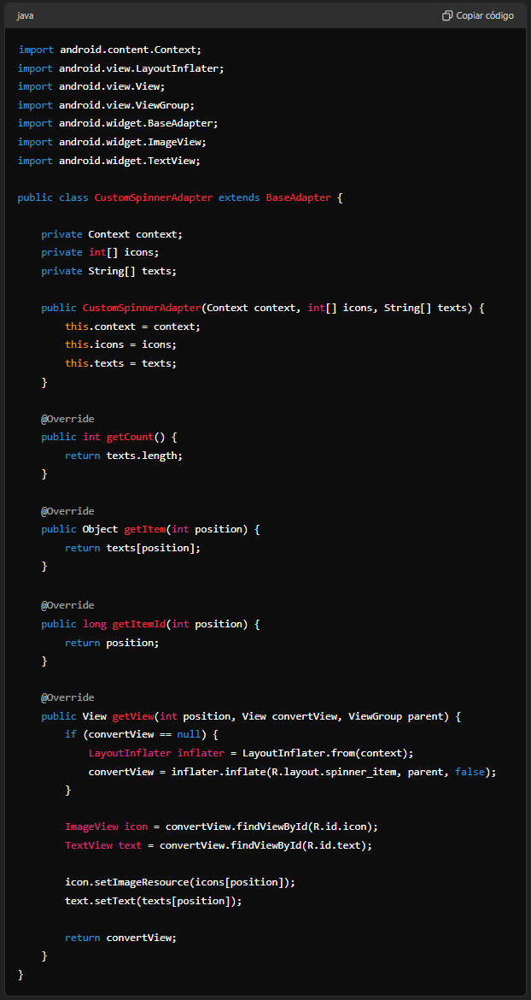 java
Copiar código
import android.content.Context;
import android.view.LayoutInflater;
import android.view.View;
import android.view.ViewGroup;
import android.widget.BaseAdapter;
import android.widget.ImageView;
import android.widget.TextView;
public class CustomSpinnerAdapter extends BaseAdapter {
    private Context context;
    private int[] icons;
    private String[] texts;
    public CustomSpinnerAdapter(Context context, int[] icons, String[] texts) {
        this.context = context;
        this.icons = icons;
        this.texts = texts;
    }
    @Override
    public int getCount() {
        return texts.length;
    }
    @Override
    public Object getItem(int position) {
        return texts[position];
    }
    @Override
    public long getItemId(int position) {
        return position;
    }
    @Override
    public View getView(int position, View convertView, ViewGroup parent) {
        if (convertView == null) {
            LayoutInflater inflater = LayoutInflater.from(context);
            convertView = inflater.inflate(R.layout.spinner_item, parent, false);
        }
        ImageView icon = convertView.findViewById(R.id.icon);
        TextView text = convertView.findViewById(R.id.text);
        icon.setImageResource(icons[position]);
        text.setText(texts[position]);
        return convertView;
    }
}